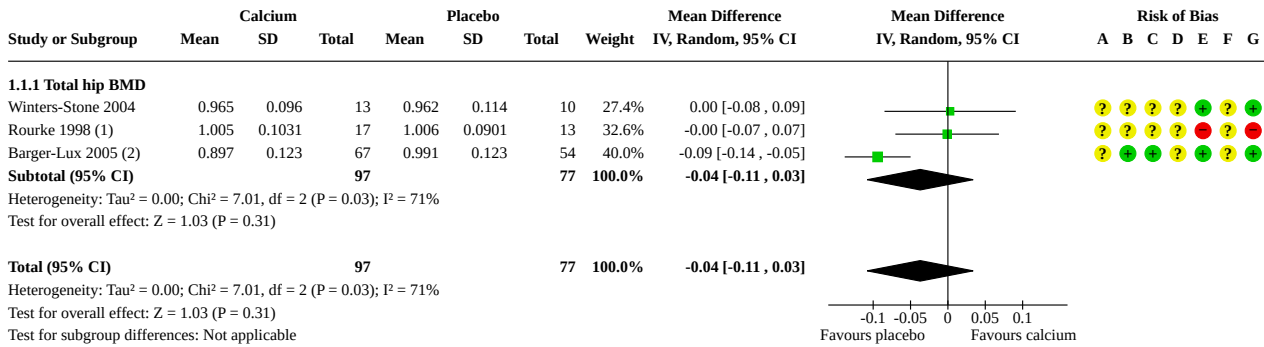 Calcium Placebo Mean Difference Mean Difference Risk of Bias
Study or Subgroup Mean SD Total Mean SD Total Weight IV, Random, 95% CI IV, Random, 95% CI A B C D E F G
1.1.1 Total hip BMD
Winters-Stone 2004 0.965 0.096 13 0.962 0.114 10 27.4% 0.00 [-0.08 , 0.09] ? ? ? ? + ? +
Rourke 1998 (1) 1.005 0.1031 17 1.006 0.0901 13 32.6% -0.00 [-0.07 , 0.07] ? ? ? ? − ? −
Barger-Lux 2005 (2) 0.897 0.123 67 0.991 0.123 54 40.0% -0.09 [-0.14 , -0.05] ? + + ? + ? +
Subtotal (95% CI) 97 77 100.0% -0.04 [-0.11 , 0.03]
Heterogeneity: Tau² = 0.00; Chi² = 7.01, df = 2 (P = 0.03); I² = 71%
Test for overall effect: Z = 1.03 (P = 0.31)
Total (95% CI) 97 77 100.0% -0.04 [-0.11 , 0.03]
Heterogeneity: Tau² = 0.00; Chi² = 7.01, df = 2 (P = 0.03); I² = 71%
Test for overall effect: Z = 1.03 (P = 0.31) -0.1 -0.05 0 0.05 0.1
Test for subgroup differences: Not applicable Favours placebo Favours calcium